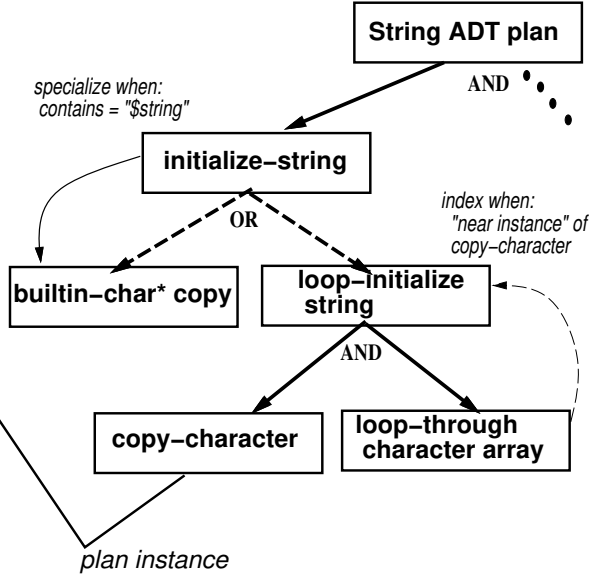 String ADT plan
AND
specialize when:
contains = "$string"
initialize–string
OR
index when:
"near instance" of
copy–character
builtin–char* copy
loop–initialize
string
AND
copy–character
loop–through
character array
plan instance